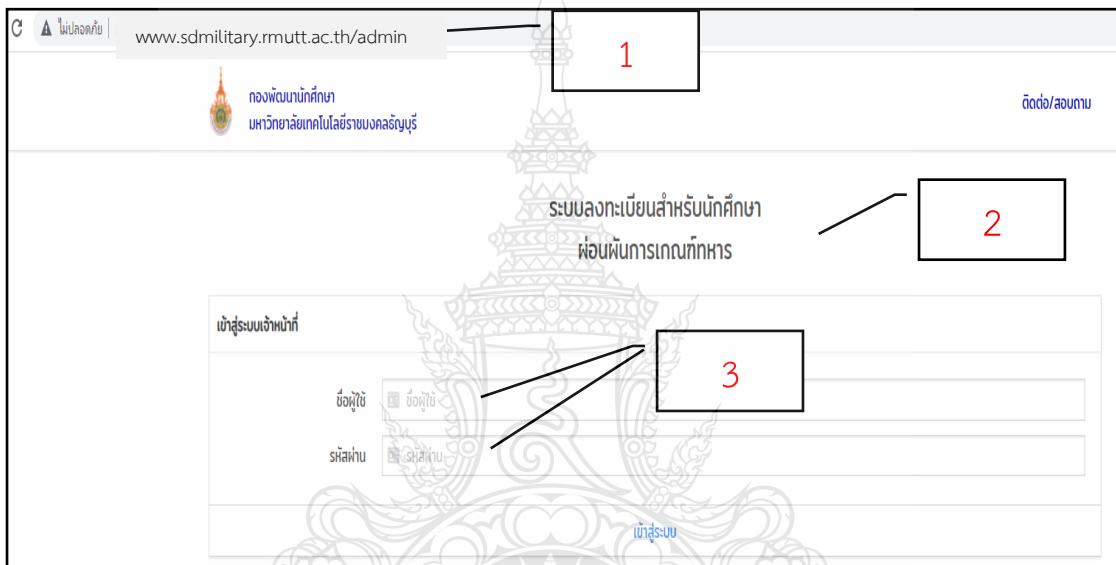 ไม่ปลอดภัย
www.sdmilitary.rmutt.ac.th/admin
1
กองพัฒนานักศึกษา
มหาวิทยาลัยเทคโนโลยีราชมงคลธัญบุรี
ติดต่อ/สอบถาม
ระบบลงทะเบียนสำหรับนักศึกษา
ผ่อนผันการเกณฑ์ทหาร
2
เข้าสู่ระบบเจ้าหน้าที่
3
ชื่อผู้ใช้ ชื่อผู้ใช้
รหัสผ่าน รหัสผ่าน
เข้าสู่ระบบ